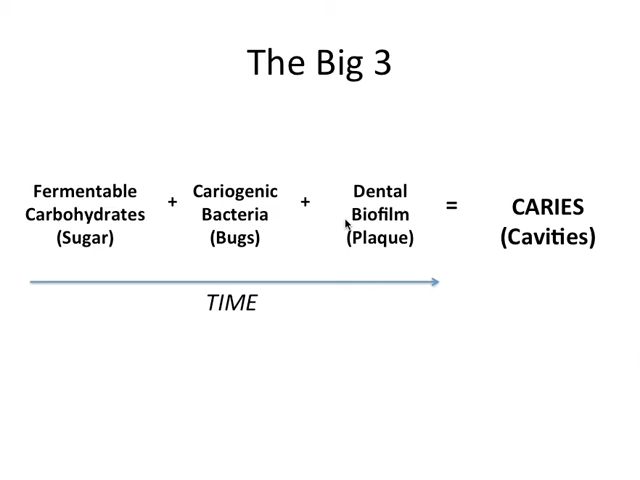 The Big 3
Fermentable
Carbohydrates
(Sugar)
+
Cariogenic
Bacteria
(Bugs)
+
Dental
Biofilm
(Plaque)
=
CARIES
(Cavities)
TIME